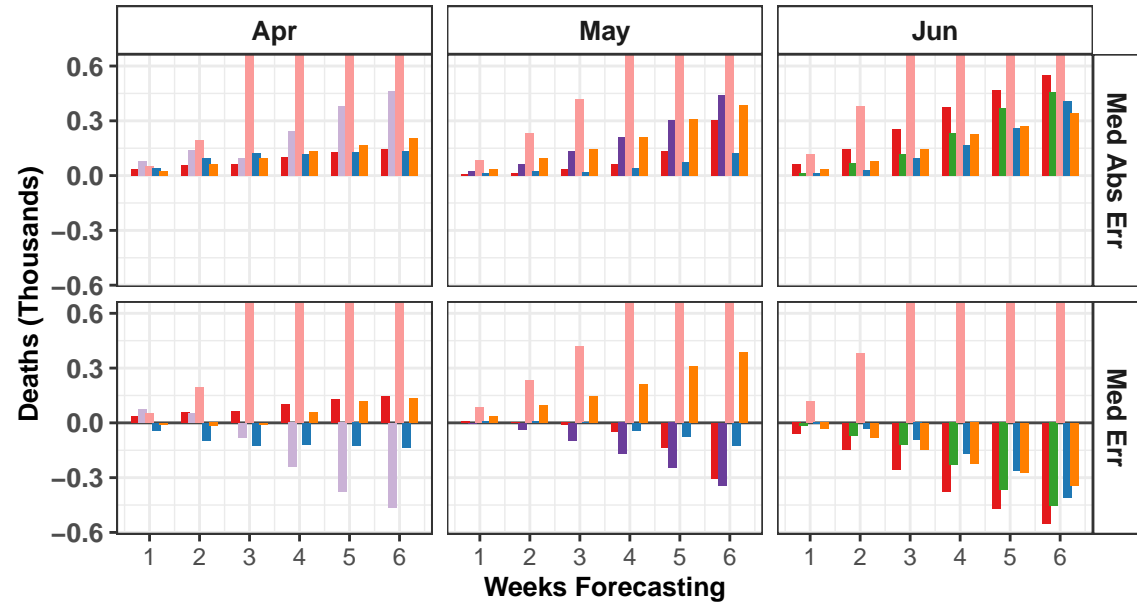 Apr May Jun
0.6
0.3
0.0
−0.3
−0.6
Med Abs Err
0.6
0.3
0.0
−0.3
−0.6
Med Err
Deaths (Thousands)
1 2 3 4 5 6 1 2 3 4 5 6 1 2 3 4 5 6
Weeks Forecasting